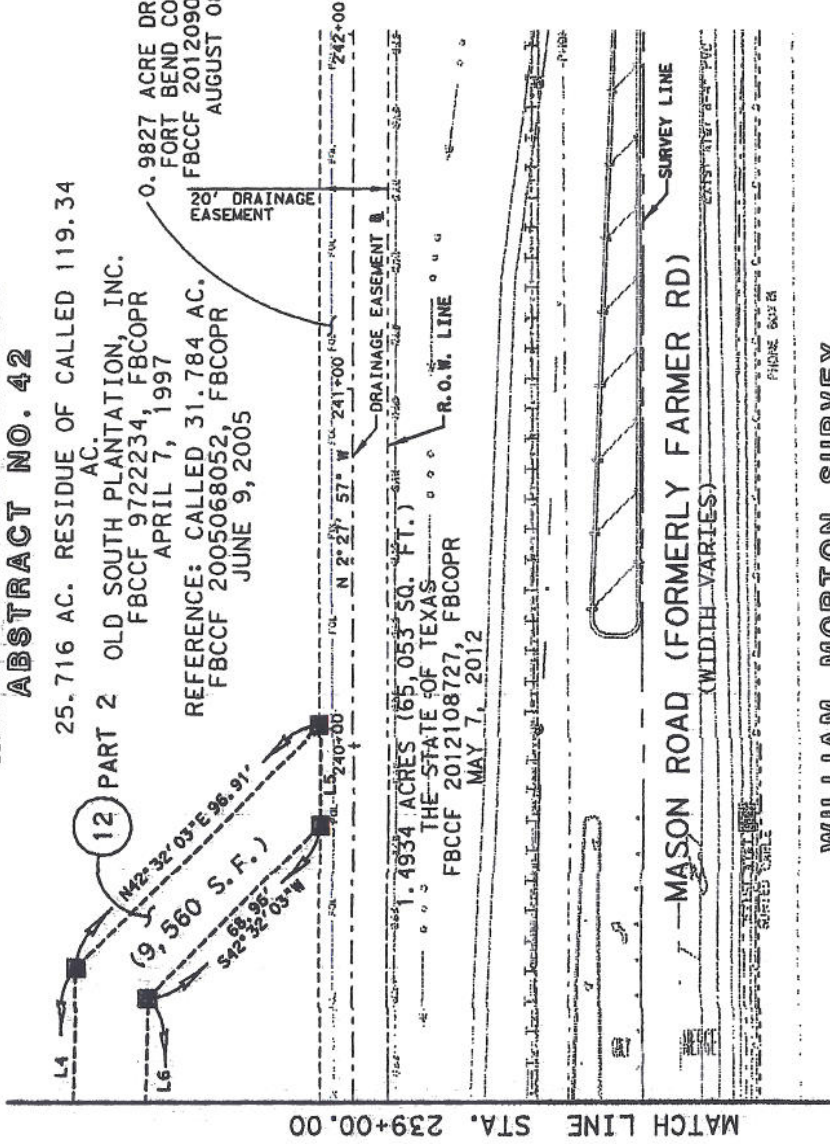 ABSTRACT NO. 42
25.716 AC. RESIDUE OF CALLED 119.34
AC.
12 PART 2 OLD SOUTH PLANTATION, INC.
FBCCF 9722234, FBCOPR
APRIL 7, 1997
REFERENCE: CALLED 31.784 AC.
FBCCF 2005068052, FBCOPR
JUNE 9, 2005
0.9827 ACRE DR
FORT BEND CO
FBCCF 2012090
AUGUST 0
20' DRAINAGE
EASEMENT
L4
N42°32'03"E 96.91'
(9,560 S.F.)
68.96'
S42°32'03"W
L6
L5
240+00
N 2°27'57" W
241+00
242+00
DRAINAGE EASEMENT
R.O.W. LINE
1.4934 ACRES (65,053 SQ. FT.)
THE STATE OF TEXAS
FBCCF 2012108727, FBCOPR
MAY 7, 2012
SURVEY LINE
MASON ROAD (FORMERLY FARMER RD)
(WIDTH VARIES)
PHONE BOX
BURIED CABLE
WILLIAM MORTON SURVEY
MATCH LINE STA. 239+00.00